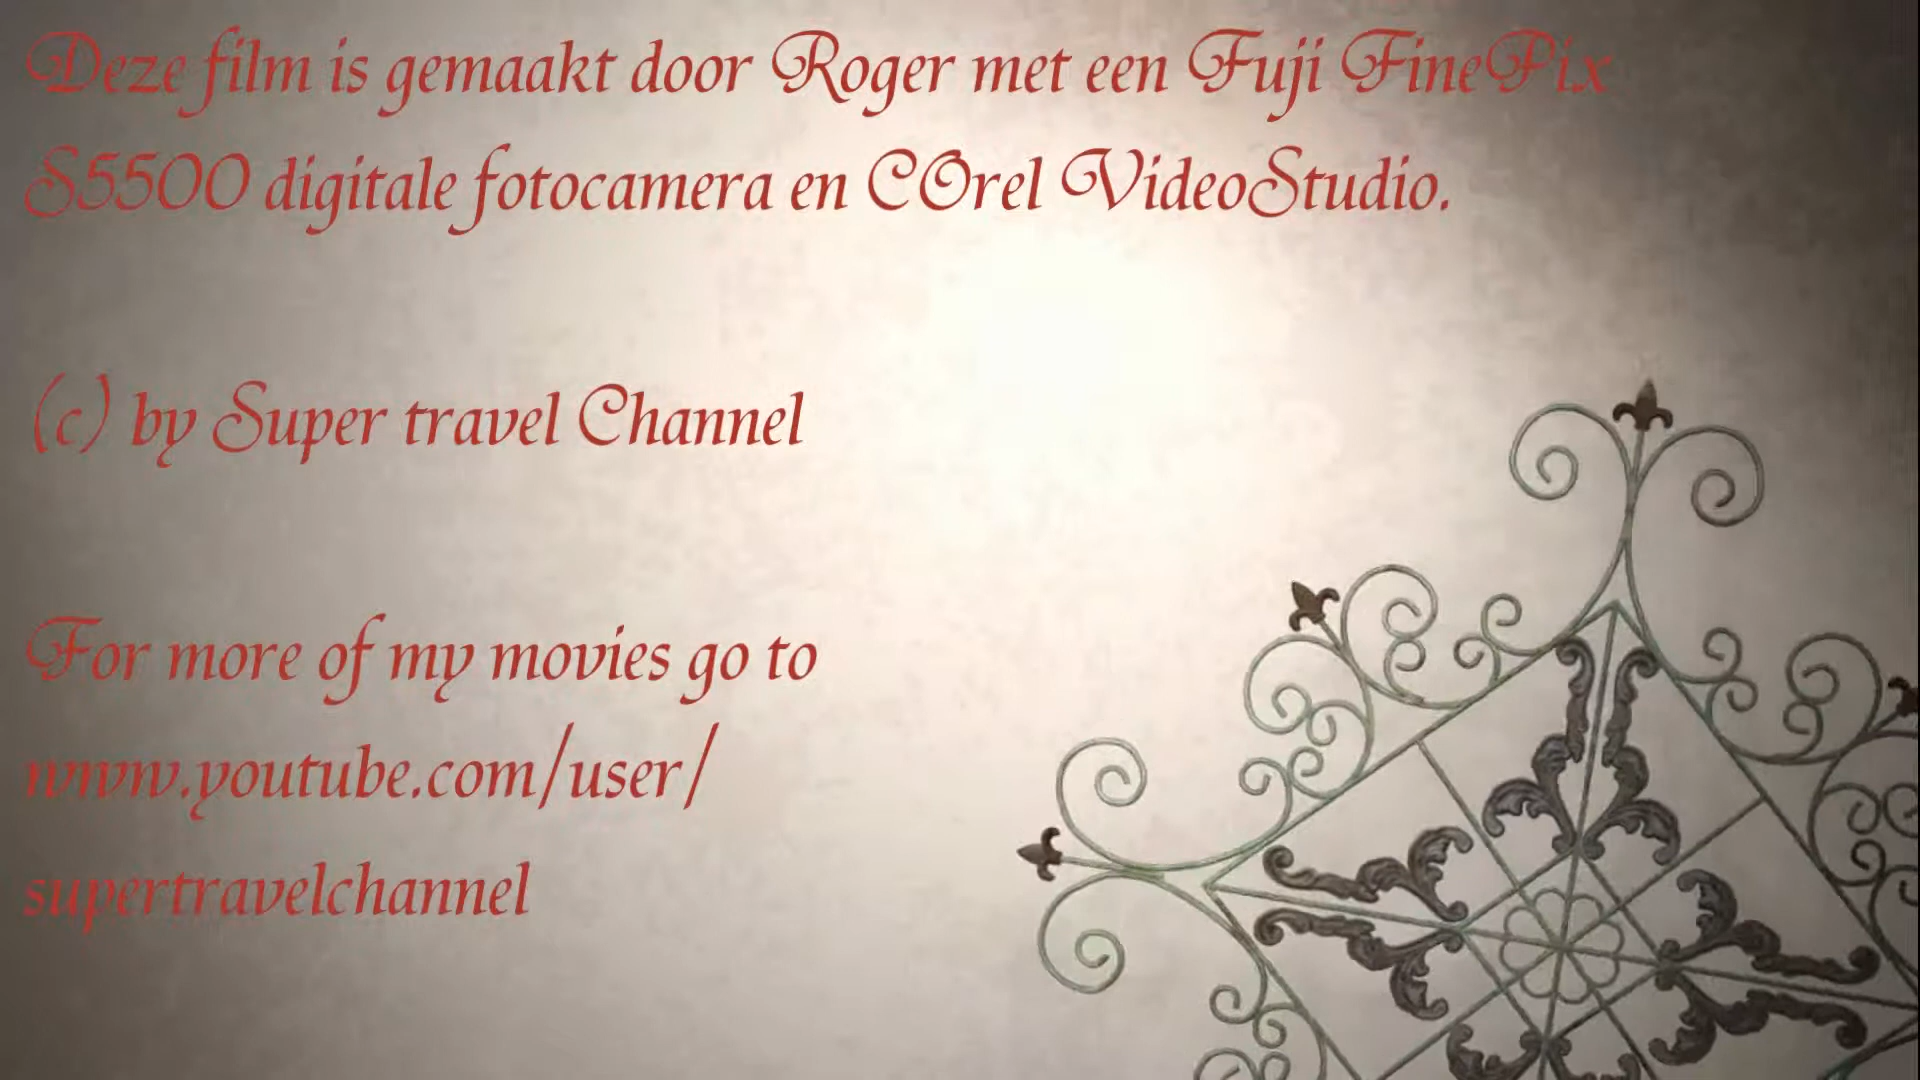 Deze film is gemaakt door Roger met een Fuji FinePix
S5500 digitale fotocamera en COrel VideoStudio.
(c) by Super travel Channel
For more of my movies go to
www.youtube.com/user/
supertravelchannel